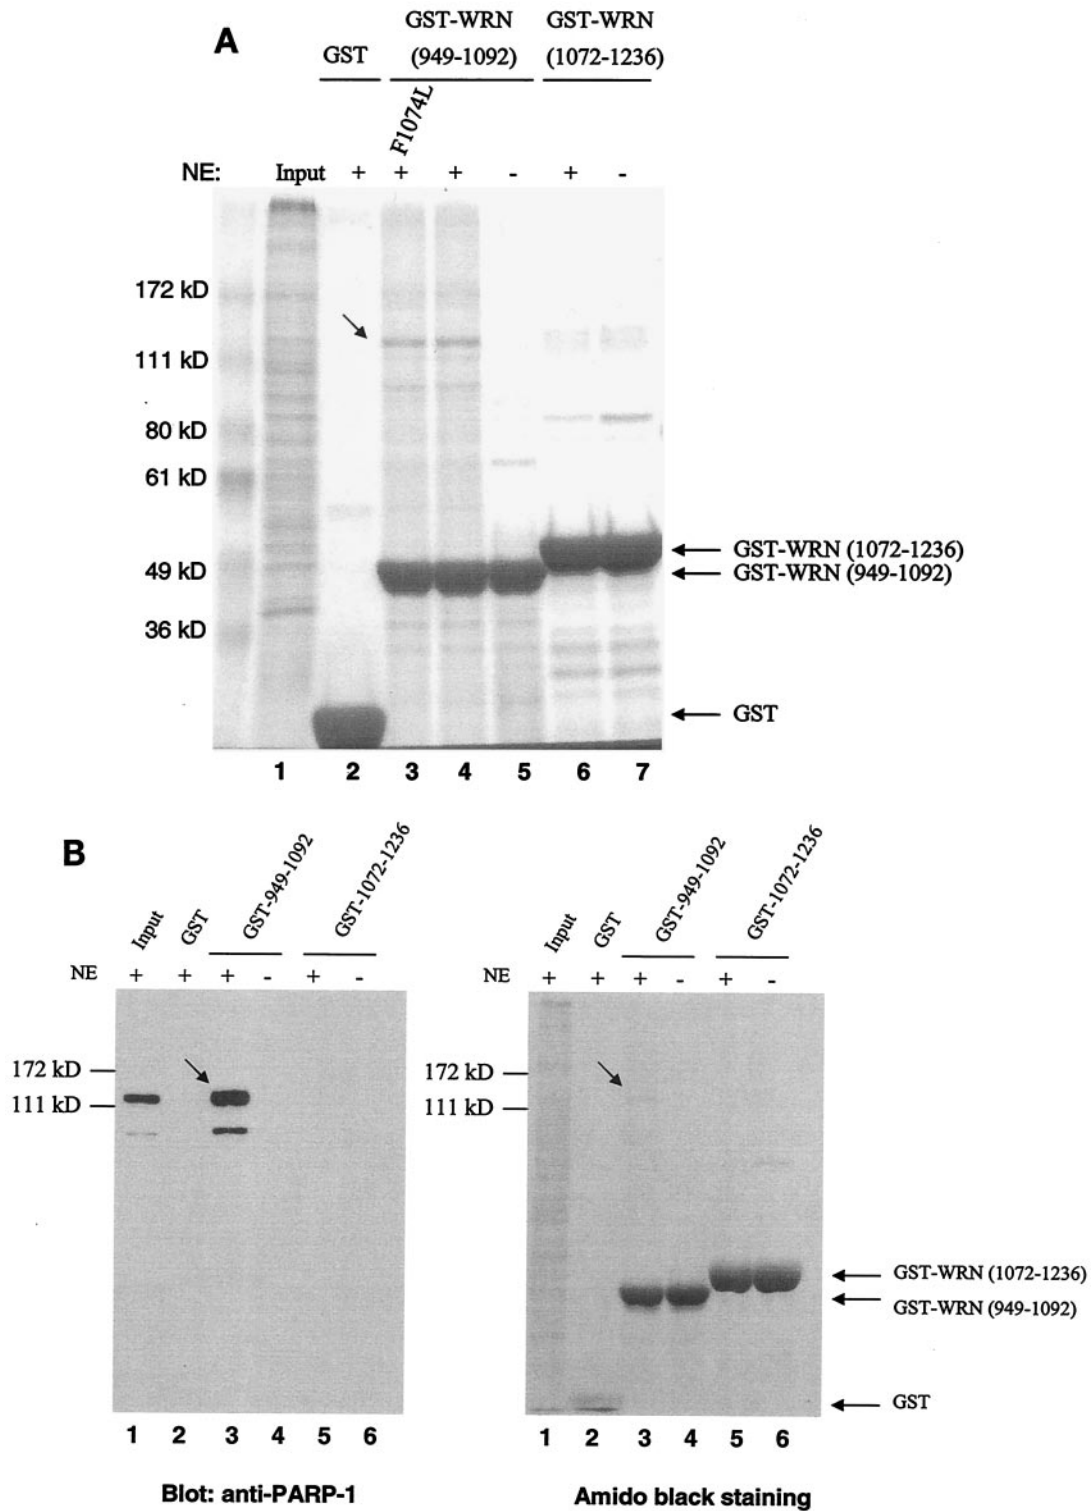 A
GST
GST-WRN
(949-1092)
GST-WRN
(1072-1236)
F1074L
NE: Input + + + - + -
172 kD
111 kD
80 kD
61 kD
49 kD
36 kD
GST-WRN (1072-1236)
GST-WRN (949-1092)
GST
1 2 3 4 5 6 7
B
Input GST GST-949-1092 GST-1072-1236
NE + + + - + -
172 kD
111 kD
1 2 3 4 5 6
Blot: anti-PARP-1
Input GST GST-949-1092 GST-1072-1236
NE + + + - + -
172 kD
111 kD
GST-WRN (1072-1236)
GST-WRN (949-1092)
GST
1 2 3 4 5 6
Amido black staining